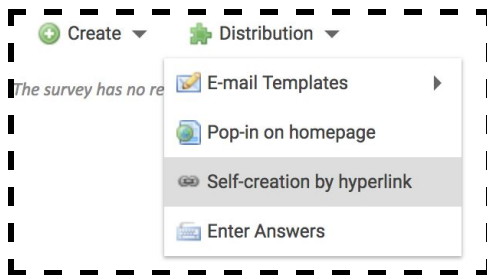 Create Distribution
The survey has no re
E-mail Templates
Pop-in on homepage
Self-creation by hyperlink
Enter Answers